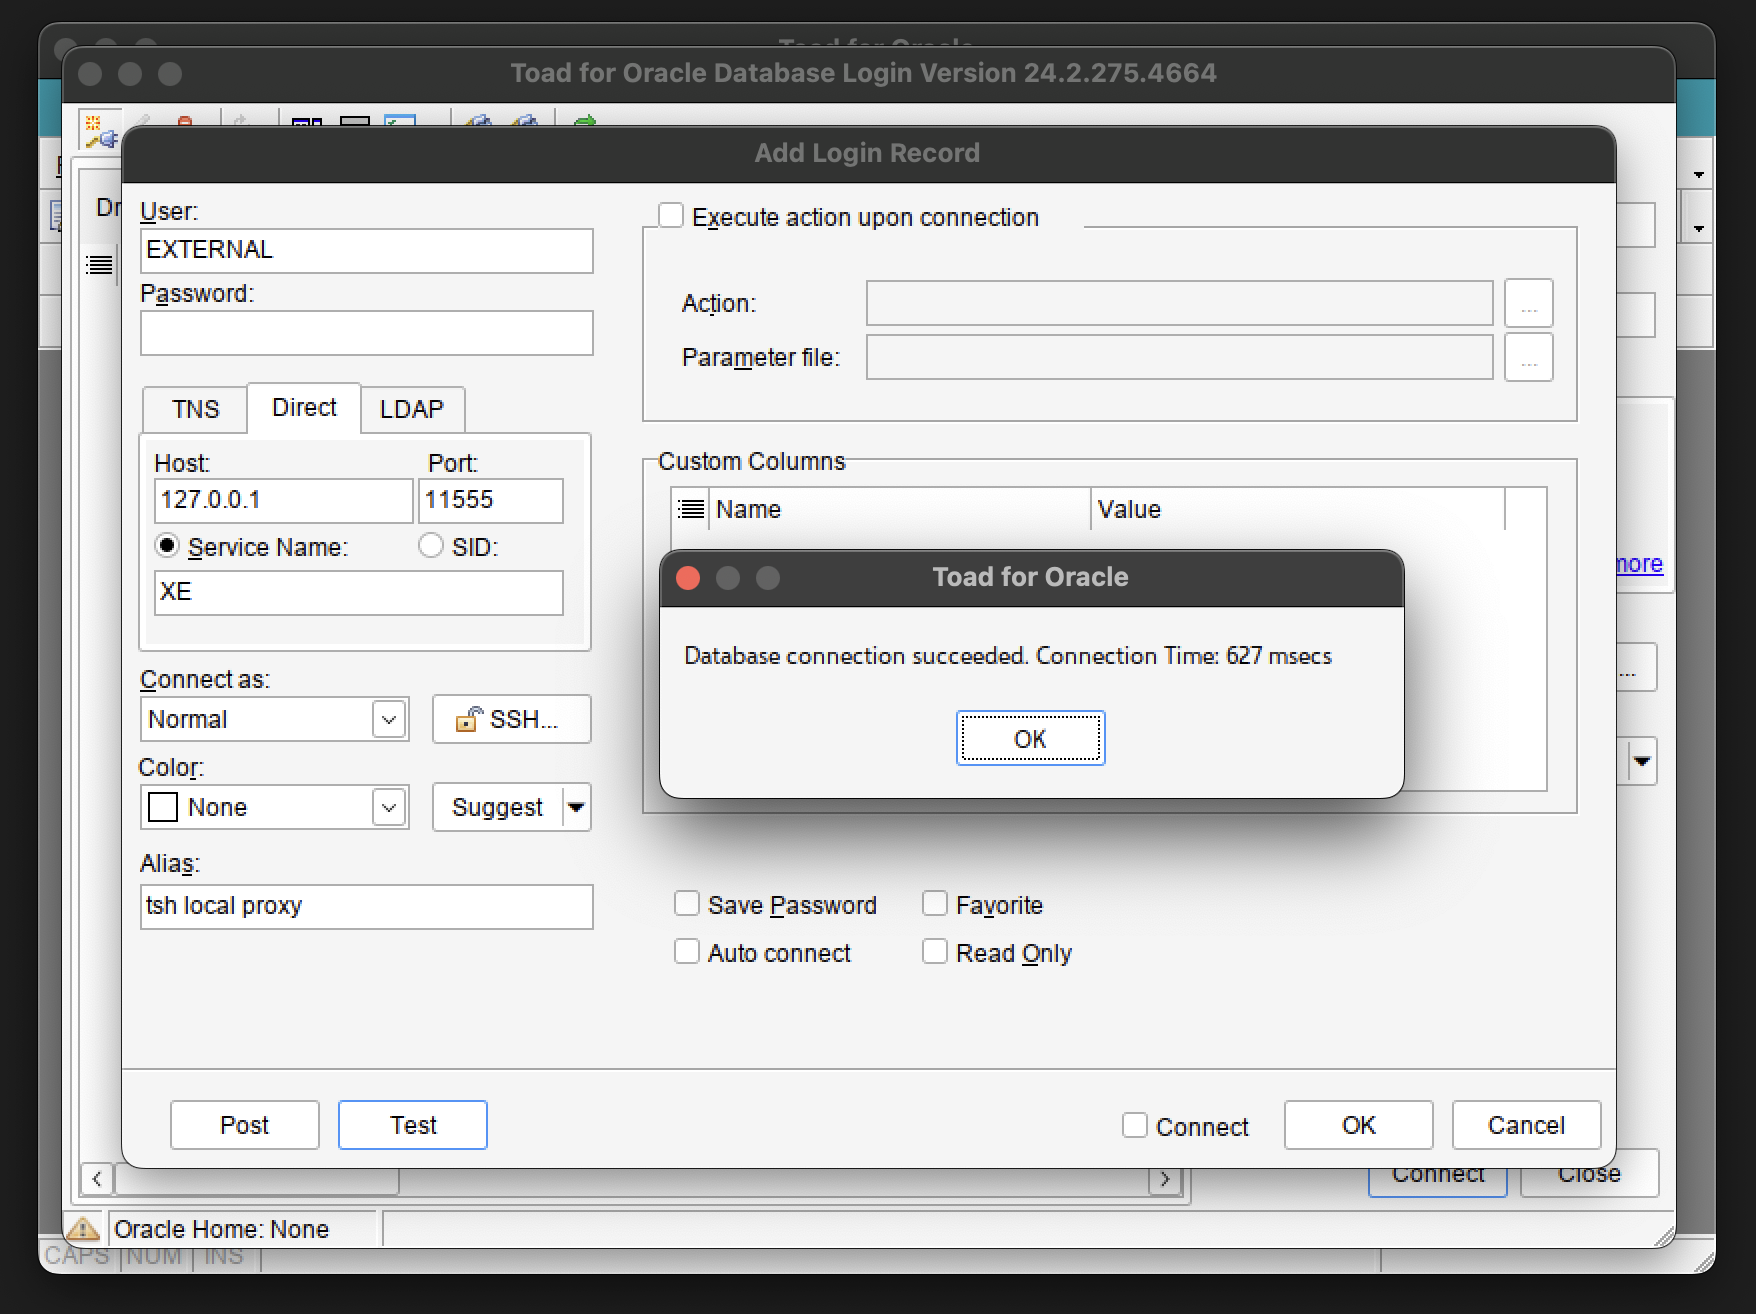 Toad for Oracle
Toad for Oracle Database Login Version 24.2.275.4664
Add Login Record
User:
EXTERNAL
Password:
TNS
Direct
LDAP
Host:
Port:
127.0.0.1
11555
Service Name:
SID:
XE
Connect as:
Normal
SSH...
Color:
None
Suggest
Alias:
tsh local proxy
Execute action upon connection
Action:
...
Parameter file:
...
Custom Columns
Name
Value
Toad for Oracle
Database connection succeeded. Connection Time: 627 msecs
OK
Save Password
Favorite
Auto connect
Read Only
Post
Test
Connect
OK
Cancel
Dr
more
...
Connect
Close
Oracle Home: None
CAPS
NUM
INS